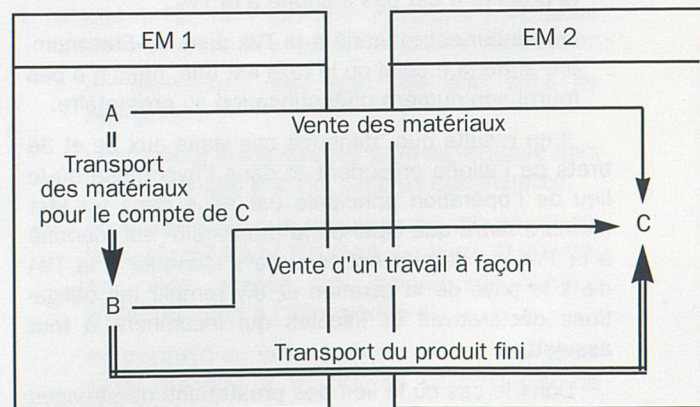 EM 1
EM 2
A
Vente des matériaux
Transport
des matériaux
pour le compte de C
C
Vente d'un travail à façon
B
Transport du produit fini